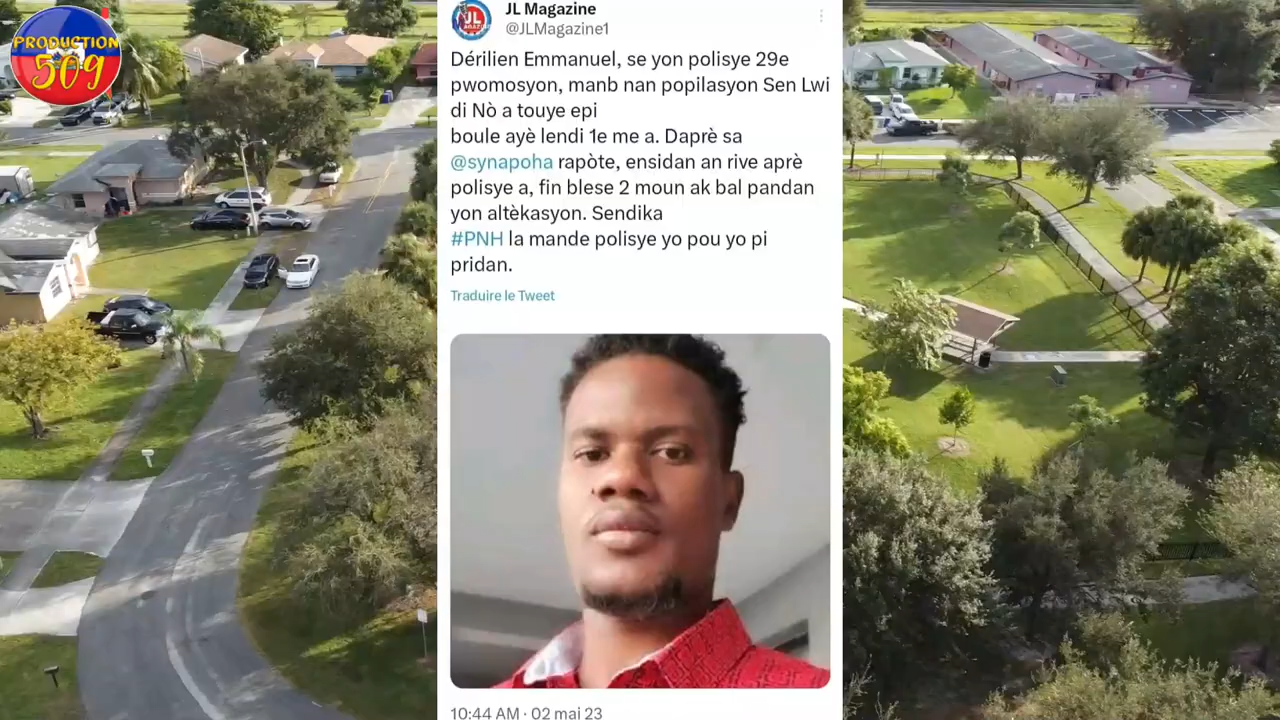 PRODUCTION
509
JL
MAGAZINE
JL Magazine
@JLMagazine1
Dérilien Emmanuel, se yon polisye 29e
pwomosyon, manb nan popilasyon Sen Lwi
di Nò a touye epi
boule ayè lendi 1e me a. Daprè sa
@synapoha rapòte, ensidan an rive aprè
polisye a, fin blese 2 moun ak bal pandan
yon altèkasyon. Sendika
#PNH la mande polisye yo pou yo pi
pridan.
Traduire le Tweet
10:44 AM · 02 mai 23